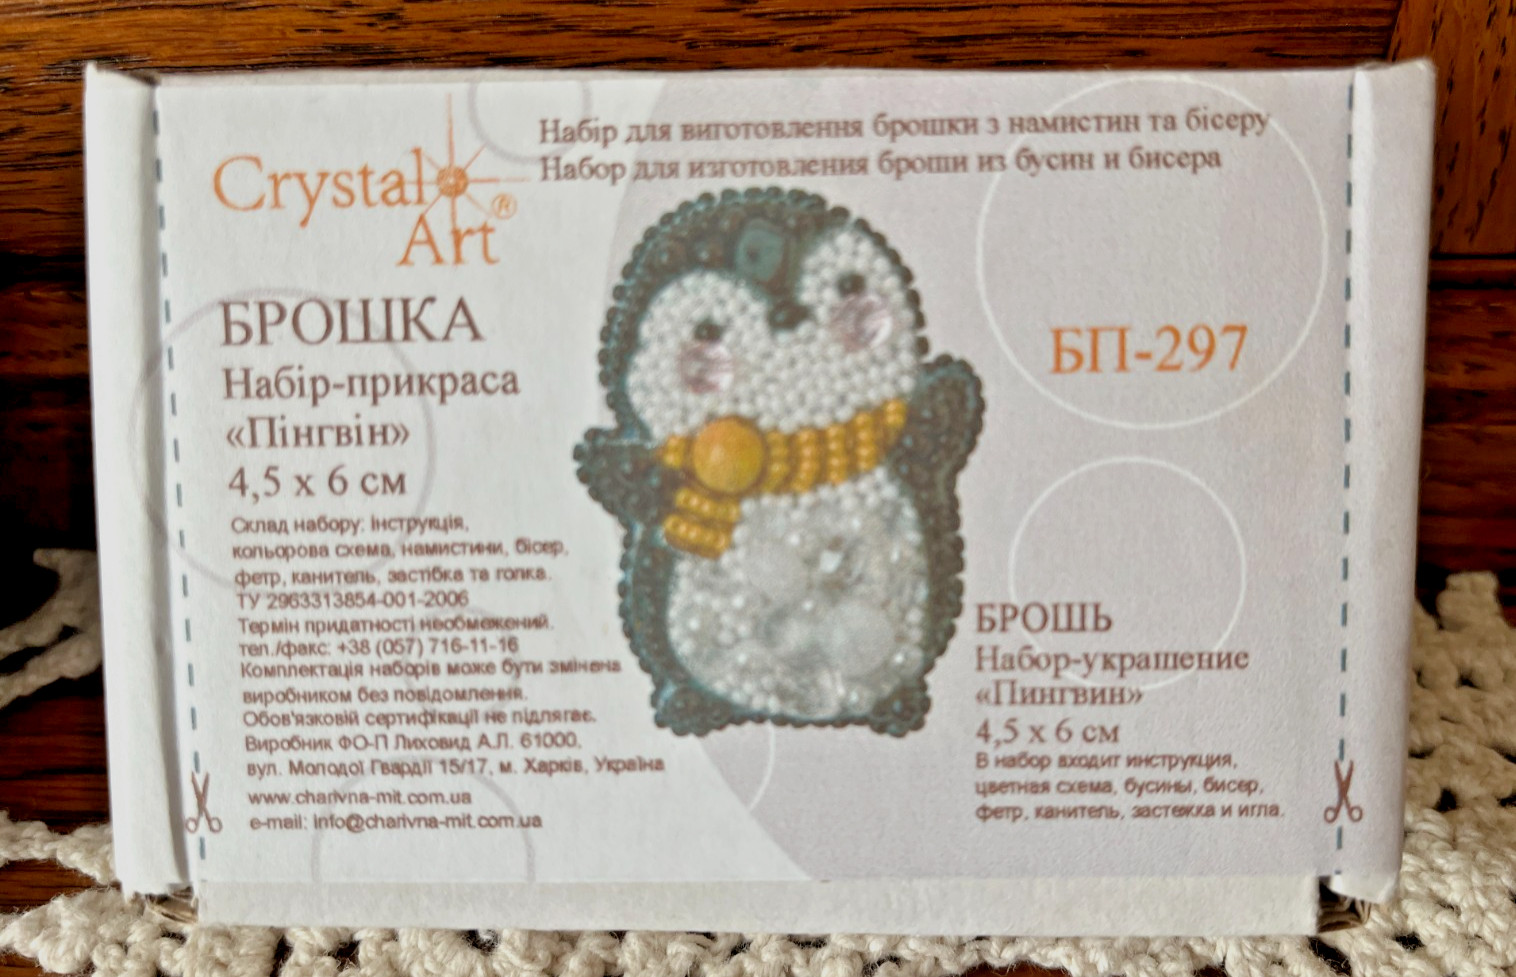 Набір для виготовлення брошки з намистин та бісеру
Набор для изготовления броши из бусин и бисера
Crystal
Art ®
БРОШКА
Набір-прикраса
«Пінгвін»
4,5 х 6 см
Склад набору: інструкція,
кольорова схема, намистини, бісер,
фетр, канитель, застібка та голка.
ТУ 2963313854-001-2006
Термін придатності необмежений.
тел./факс: +38 (057) 716-11-16
Комплектація наборів може бути змінена
виробником без повідомлення.
Обов'язковій сертифікації не підлягає.
Виробник ФО-П Лиховид А.Л. 61000,
вул. Молодої Гвардії 15/17, м. Харків, Україна
www.charivna-mit.com.ua
e-mail: info@charivna-mit.com.ua
БП-297
БРОШЬ
Набор-украшение
«Пингвин»
4,5 х 6 см
В набор входит инструкция,
цветная схема, бусины, бисер,
фетр, канитель, застежка и игла.